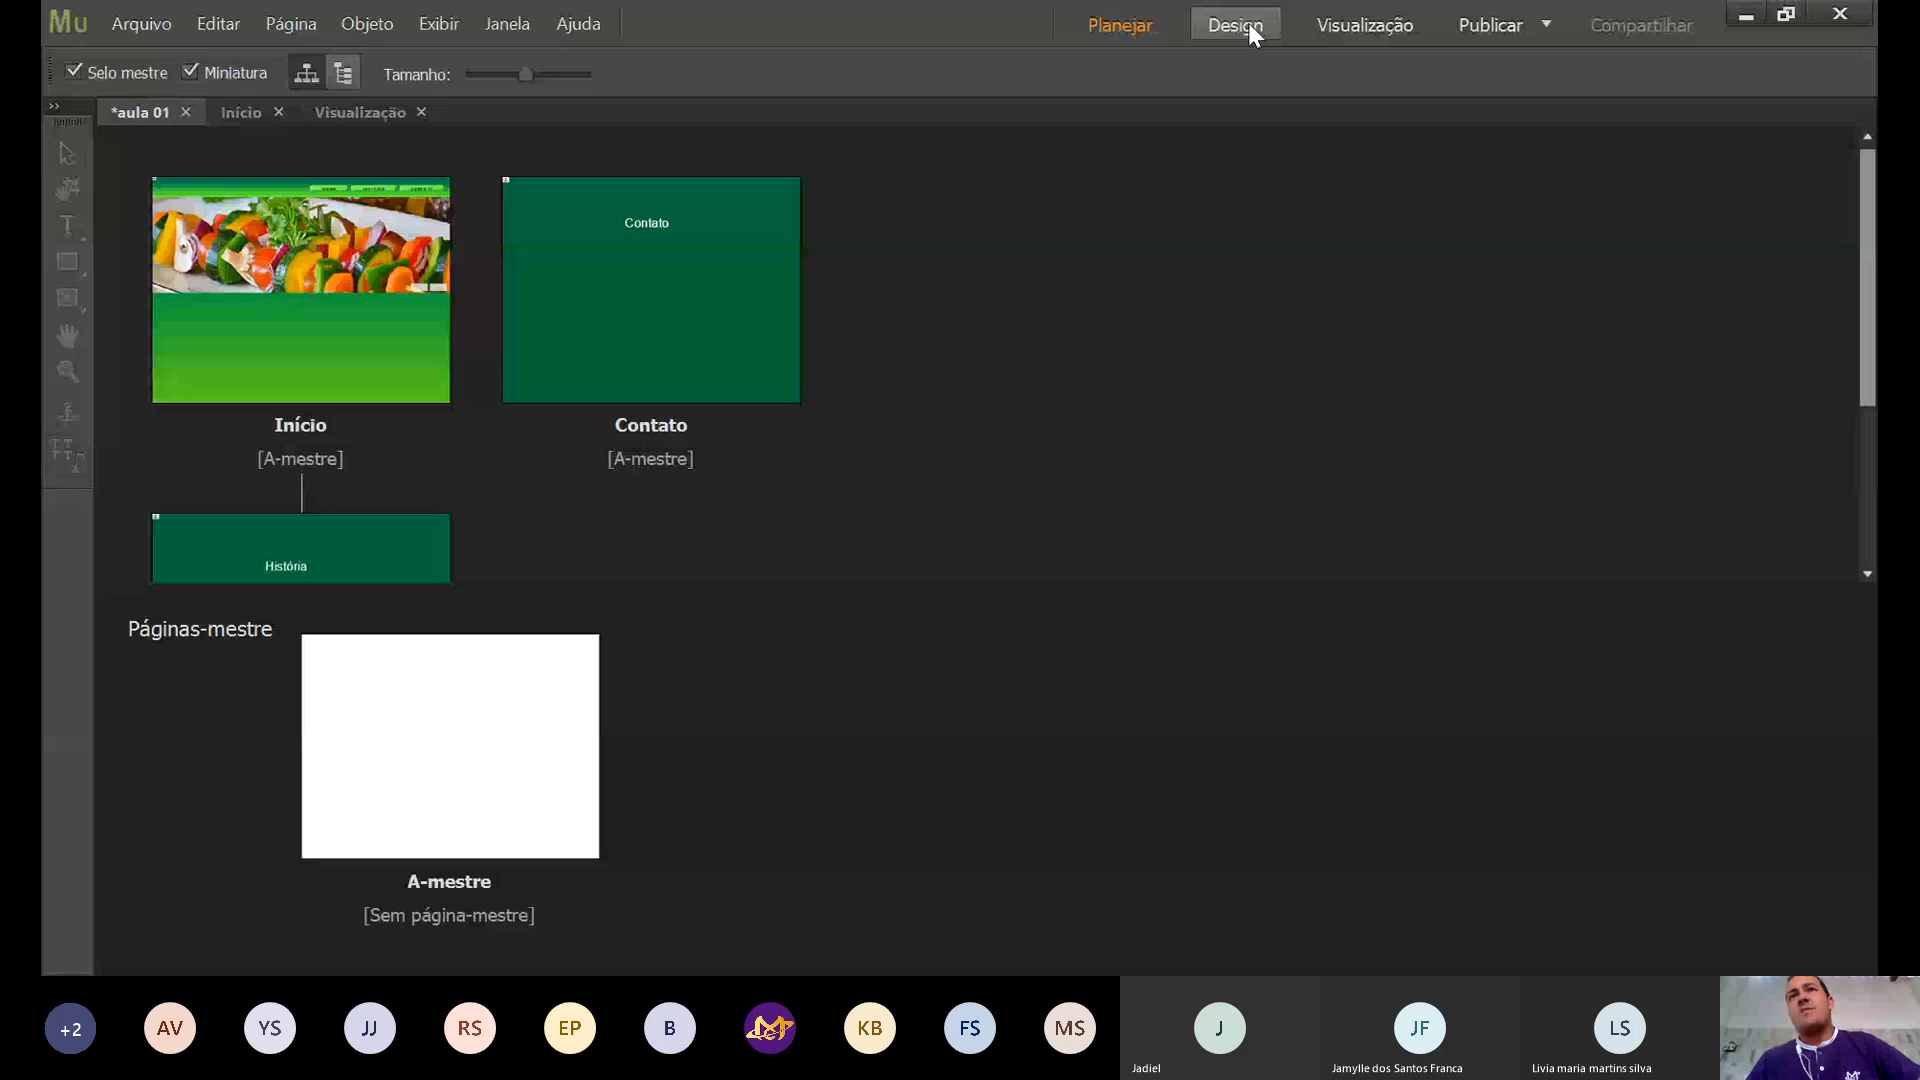 Mu Arquivo Editar Página Objeto Exibir Janela Ajuda Planejar Design Visualização Publicar Compartilhar
Selo mestre Miniatura Tamanho:
*aula 01 Início Visualização
Contato
Início Contato
[A-mestre] [A-mestre]
História
Páginas-mestre
A-mestre
[Sem página-mestre]
+2 AV YS JJ RS EP B KB FS MS J JF LS
Jadiel Jamylle dos Santos Franca Livia maria martins silva